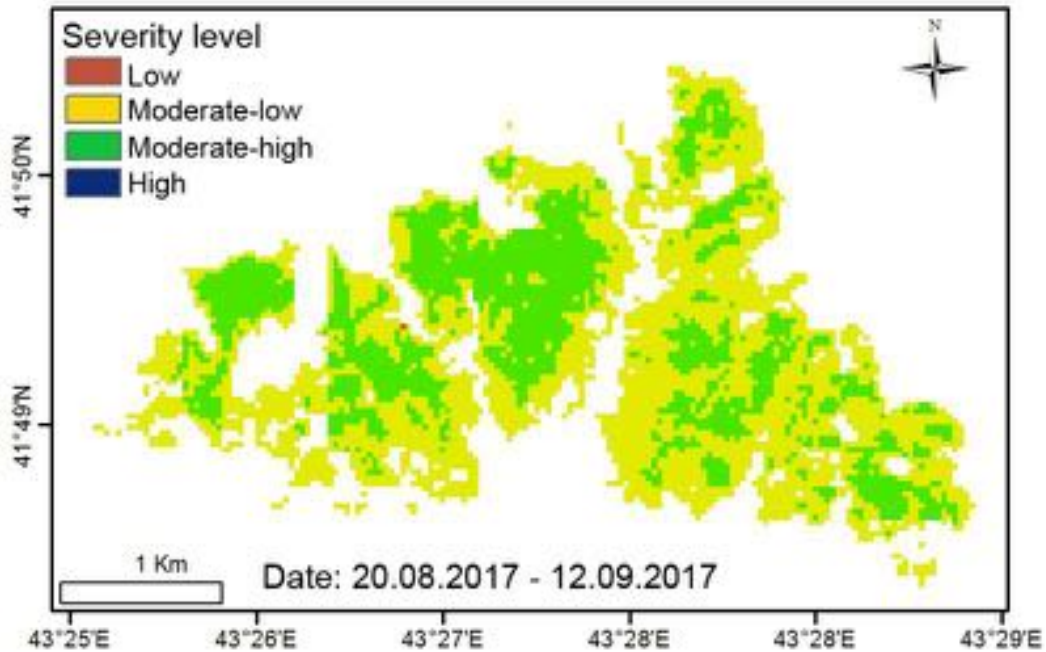 Severity level
Low
Moderate-low
Moderate-high
High
N
41°50'N
41°49'N
1 Km
Date: 20.08.2017 - 12.09.2017
43°25'E
43°26'E
43°27'E
43°28'E
43°28'E
43°29'E